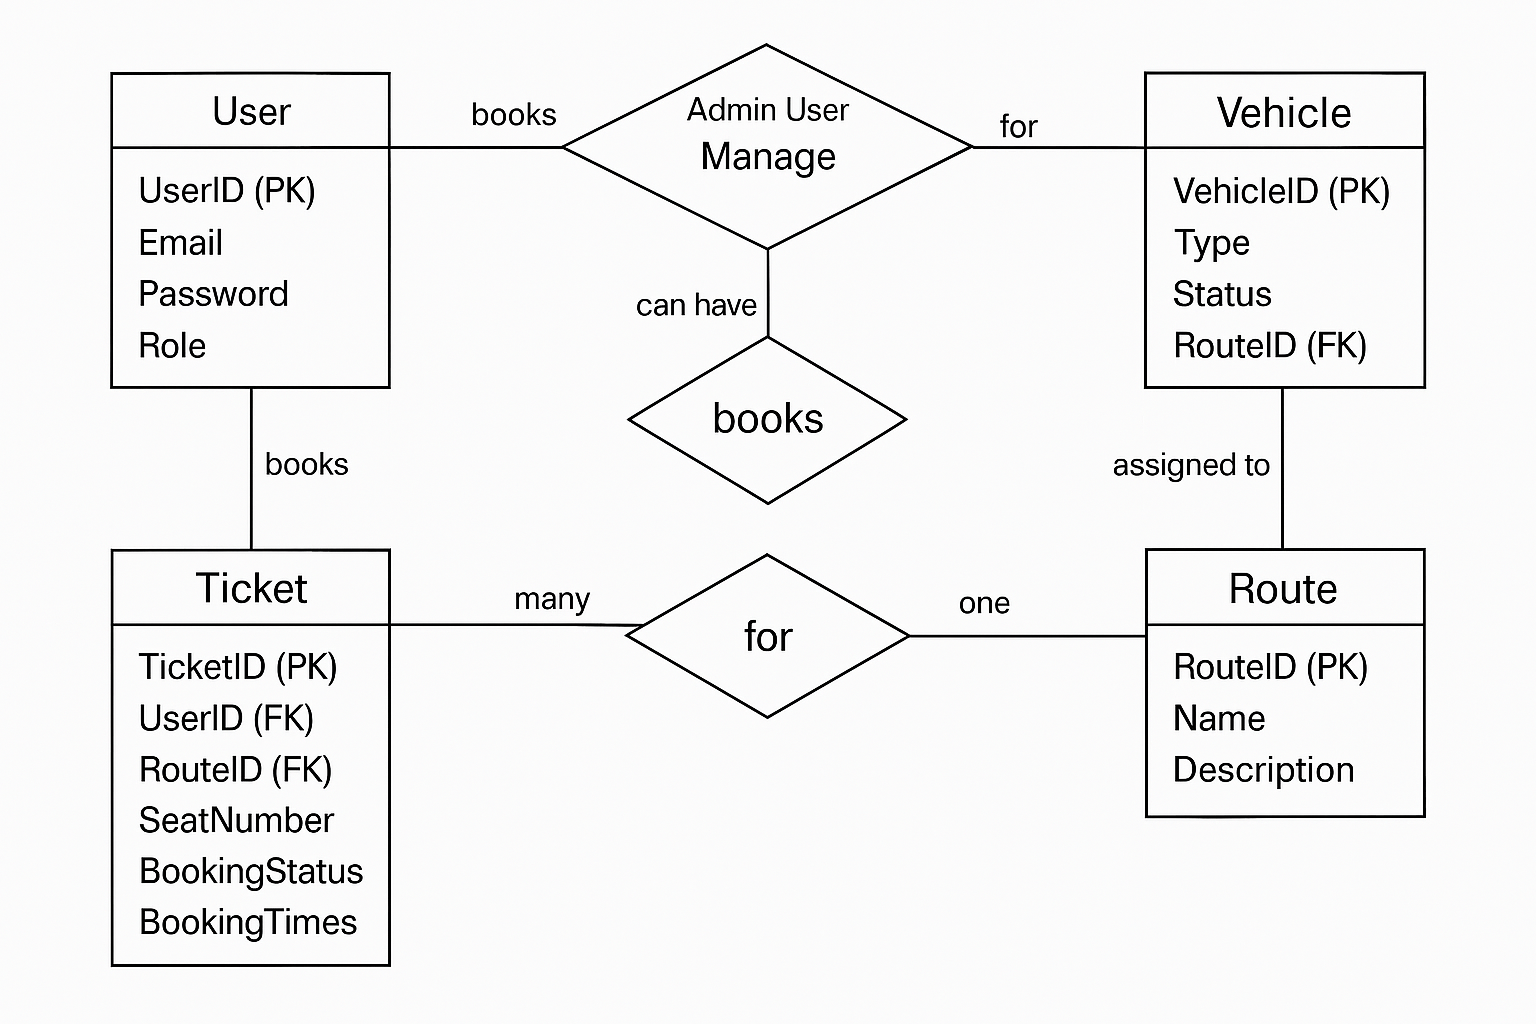 User
UserID (PK)
Email
Password
Role
books
Admin User
Manage
for
Vehicle
VehicleID (PK)
Type
Status
RouteID (FK)
can have
books
books
assigned to
Ticket
TicketID (PK)
UserID (FK)
RouteID (FK)
SeatNumber
BookingStatus
BookingTimes
many
for
one
Route
RouteID (PK)
Name
Description